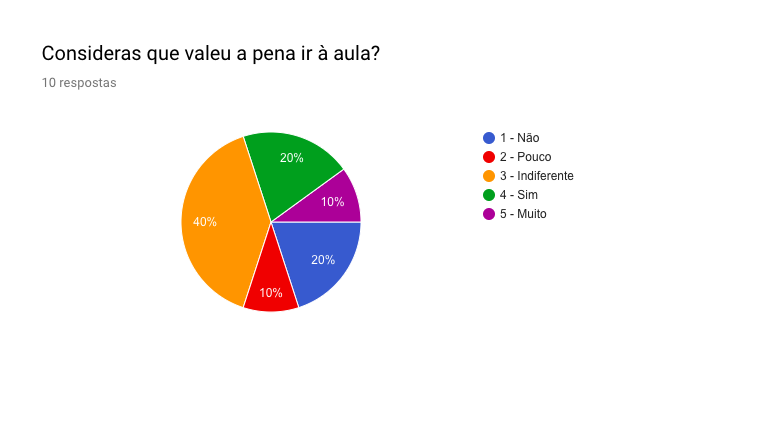 Consideras que valeu a pena ir à aula?
10 respostas
20%
10%
40%
20%
10%
1 - Não
2 - Pouco
3 - Indiferente
4 - Sim
5 - Muito